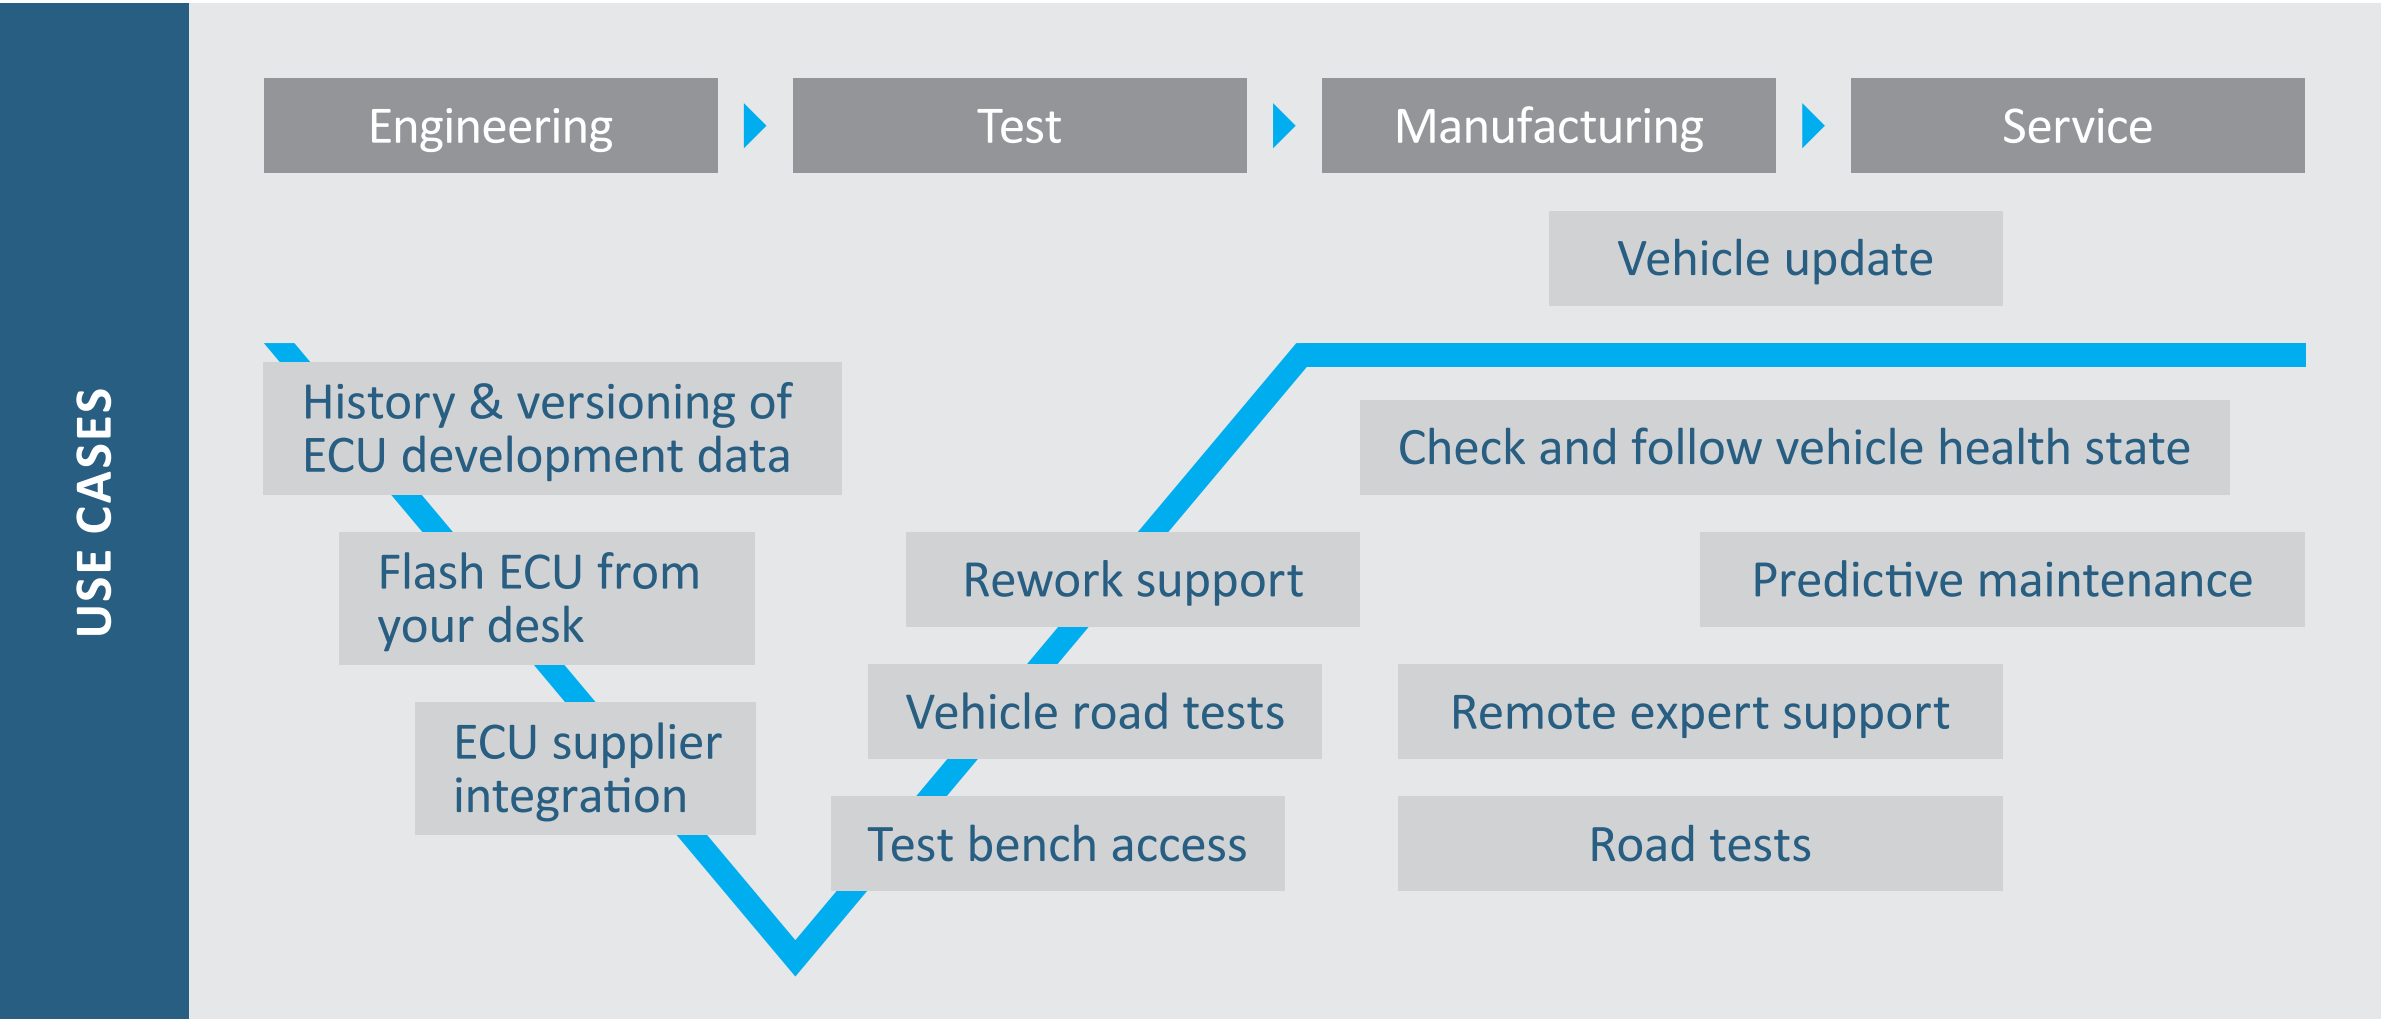 USE CASES
Engineering
Test
Manufacturing
Service
Vehicle update
History & versioning of
ECU development data
Check and follow vehicle health state
Flash ECU from
your desk
Rework support
Predictive maintenance
ECU supplier
integration
Vehicle road tests
Remote expert support
Test bench access
Road tests